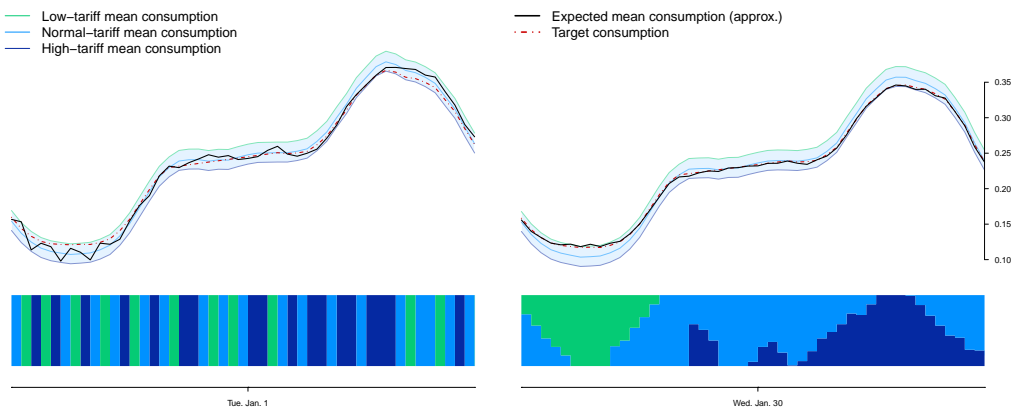 Low−tariff mean consumption
Normal−tariff mean consumption
High−tariff mean consumption
Expected mean consumption (approx.)
Target consumption
0.35
0.30
0.25
0.20
0.15
0.10
Tue. Jan. 1
Wed. Jan. 30